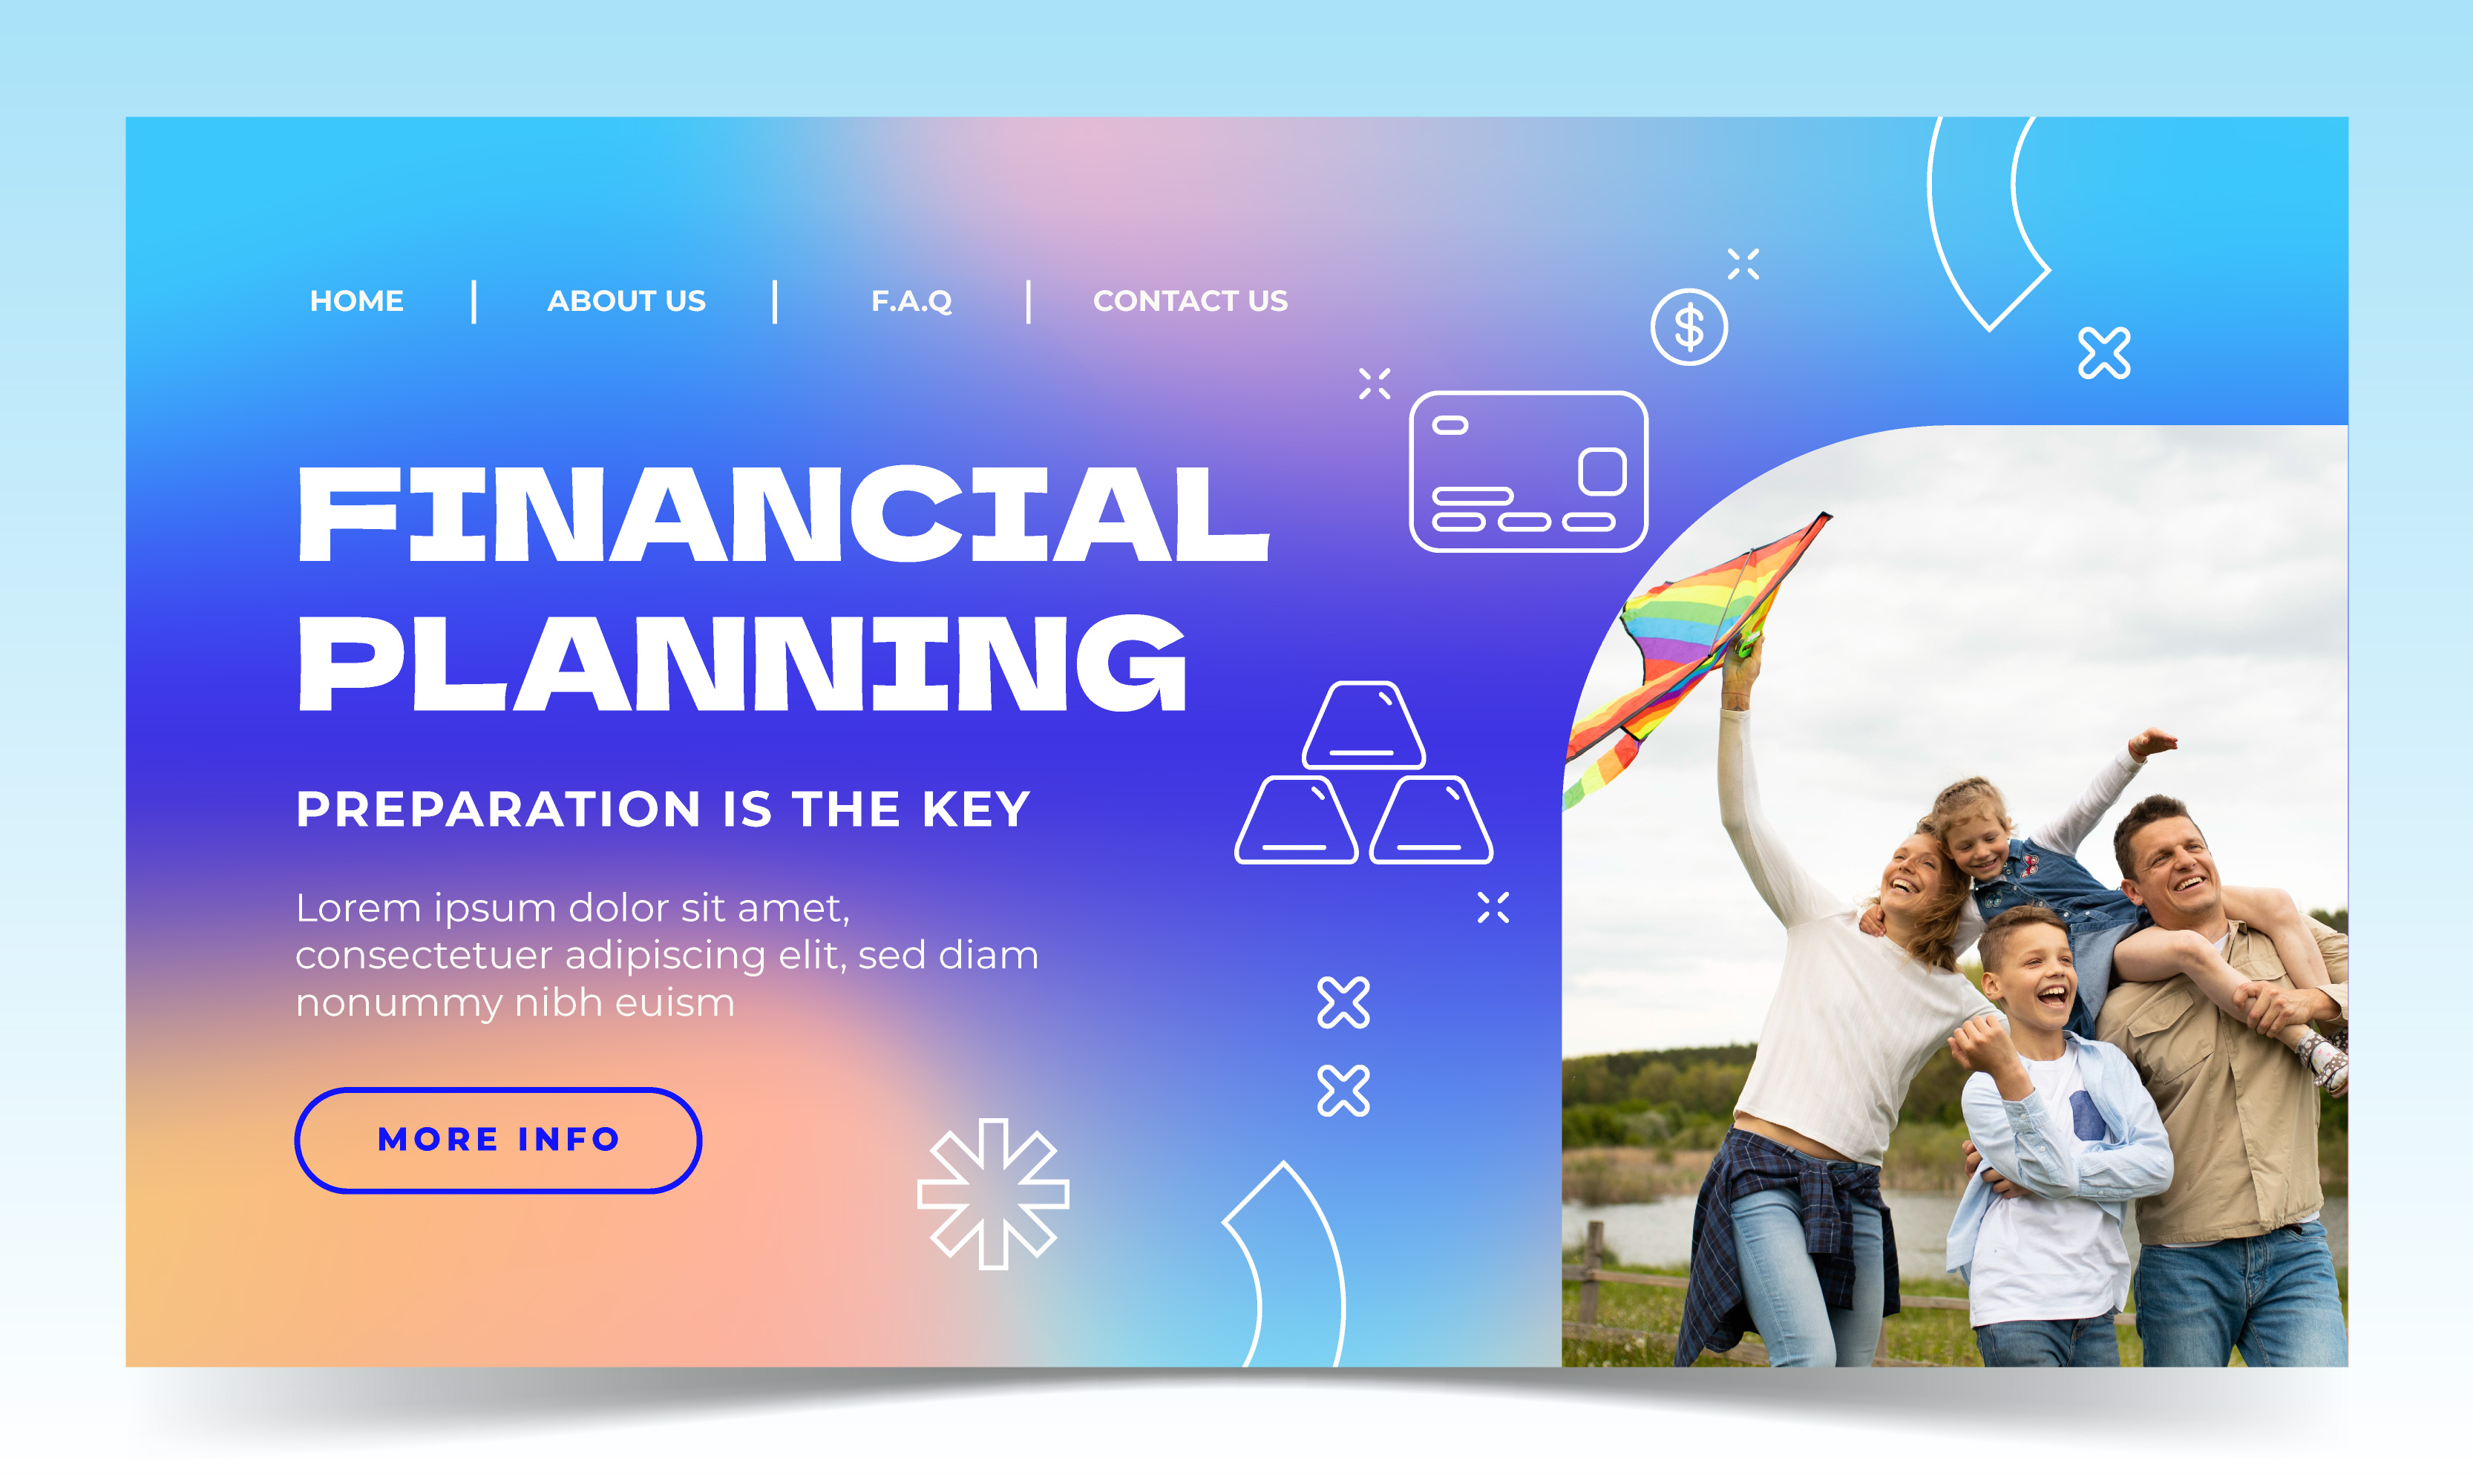 HOME | ABOUT US | F.A.Q | CONTACT US
FINANCIAL
PLANNING
PREPARATION IS THE KEY
Lorem ipsum dolor sit amet,
consectetuer adipiscing elit, sed diam
nonummy nibh euism
MORE INFO
$